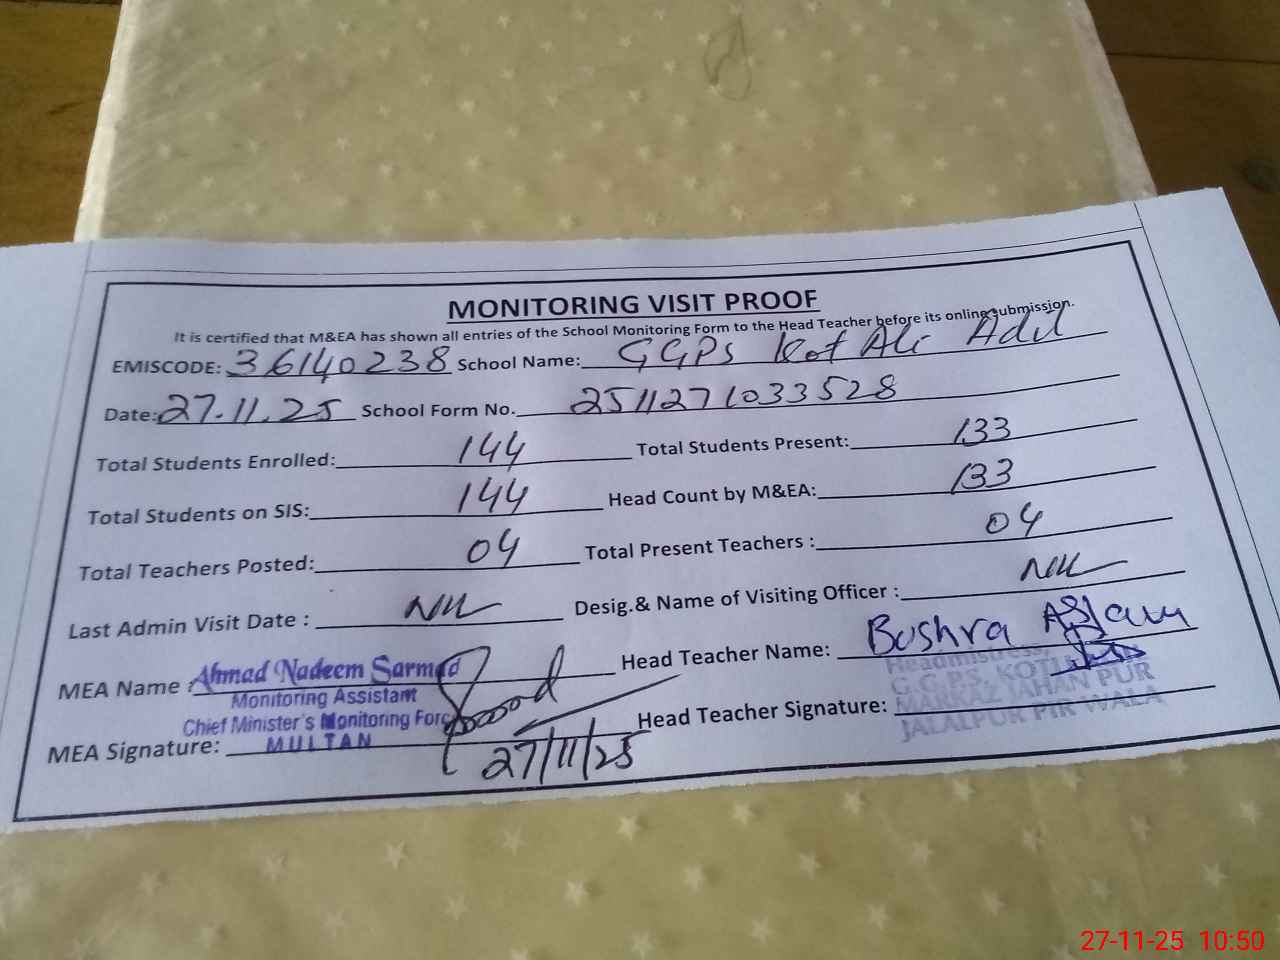 MONITORING VISIT PROOF
It is certified that M&EA has shown all entries of the School Monitoring Form to the Head Teacher before its online submission.
EMISCODE: 36140238 School Name: GGPS Kot Ali Adil
Date: 27.11.25 School Form No. 2511271033528
Total Students Enrolled: 144 Total Students Present: 133
Total Students on SIS: 144 Head Count by M&EA: 133
Total Teachers Posted: 04 Total Present Teachers : 04
Last Admin Visit Date : Nil Desig.& Name of Visiting Officer : Nil
MEA Name : Ahmad Nadeem Sarmad Head Teacher Name: Bushra Aslam
Monitoring Assistant
Chief Minister's Monitoring Force
MULTAN
Headmistress,
G.G.P.S. KOT
MARKAZ JAHAN PUR
JALALPUR PIR WALA
MEA Signature: 27/11/25 Head Teacher Signature:
27-11-25 10:50